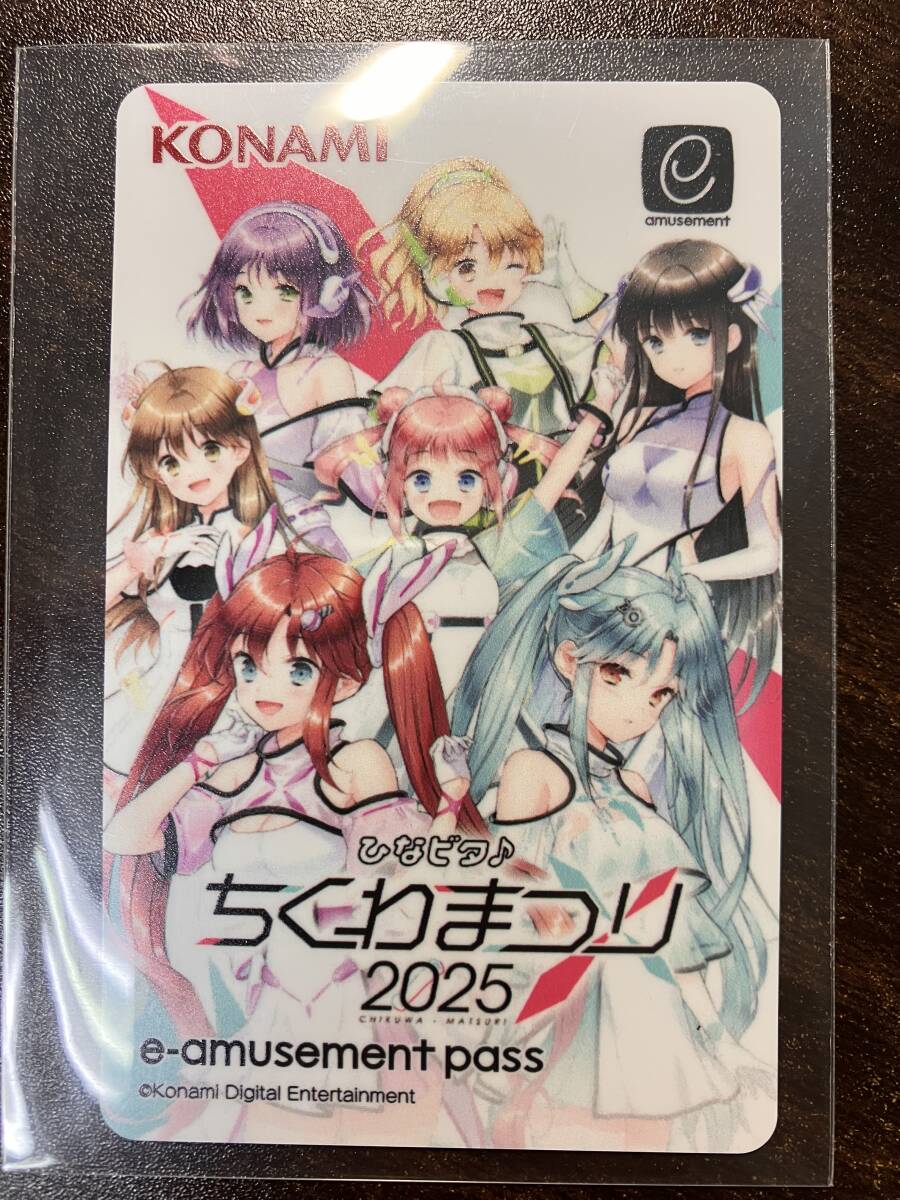 KONAMI
e
amusement
ひなビタ♪
ちくわまつり
2025
CHIKUWA - MATSURI
e-amusement pass
©Konami Digital Entertainment